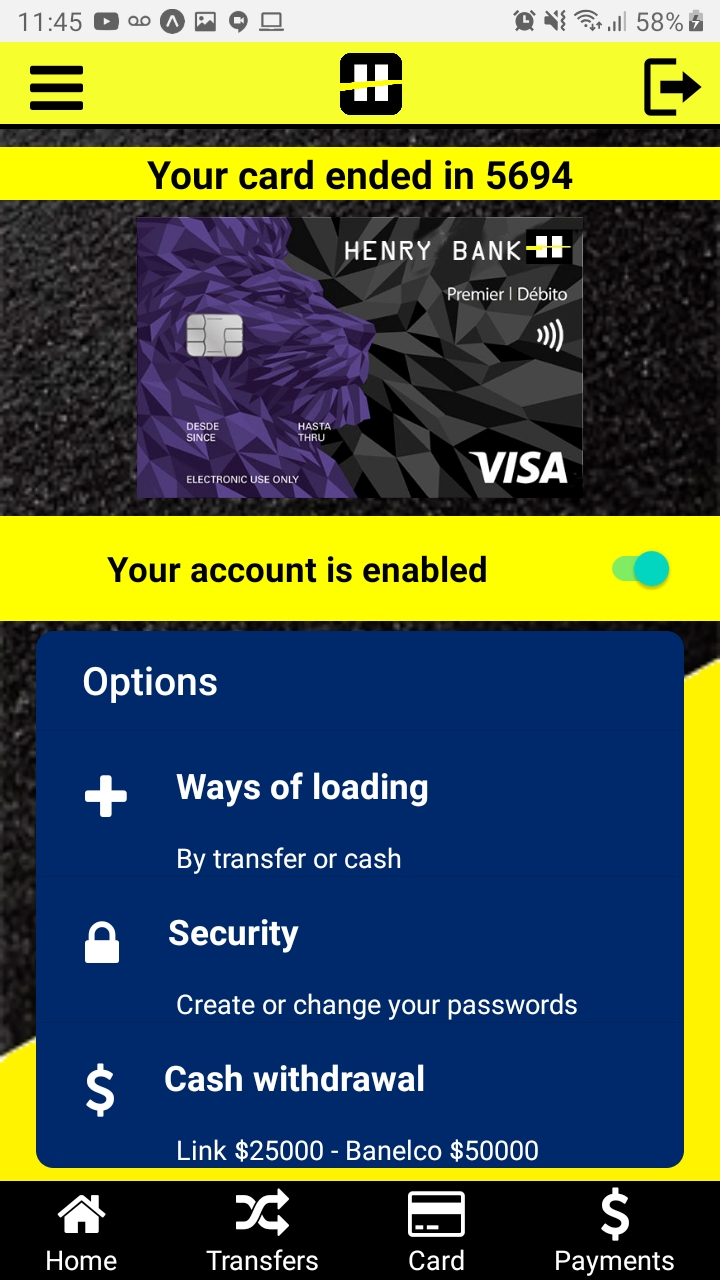 11:45
58%
Your card ended in 5694
HENRY BANK
Premier | Débito
DESDE
SINCE
HASTA
THRU
ELECTRONIC USE ONLY
VISA
Your account is enabled
Options
Ways of loading
By transfer or cash
Security
Create or change your passwords
Cash withdrawal
Link $25000 - Banelco $50000
Home
Transfers
Card
Payments